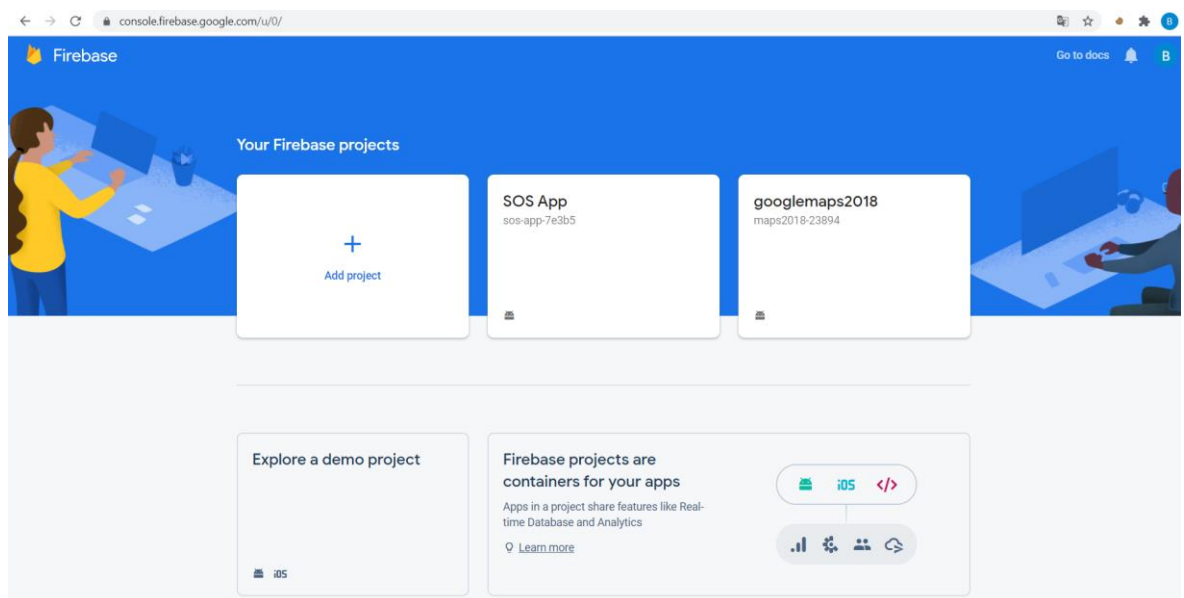 console.firebase.google.com/u/0/
B
Firebase
Go to docs
B
Your Firebase projects
Add project
SOS App
sos-app-7e3b5
googlemaps2018
maps2018-23894
Explore a demo project
iOS
Firebase projects are
containers for your apps
Apps in a project share features like Real-
time Database and Analytics
Learn more
iOS </>